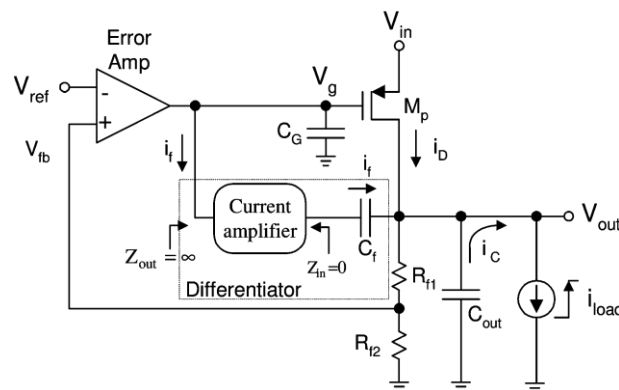 Error
Amp
V_in
V_ref
-
+
V_g
M_p
V_fb
i_f
C_G
i_D
i_f
Current
amplifier
Z_out = ∞
Z_in=0
C_f
V_out
Differentiator
R_f1
i_C
C_out
i_load
R_f2